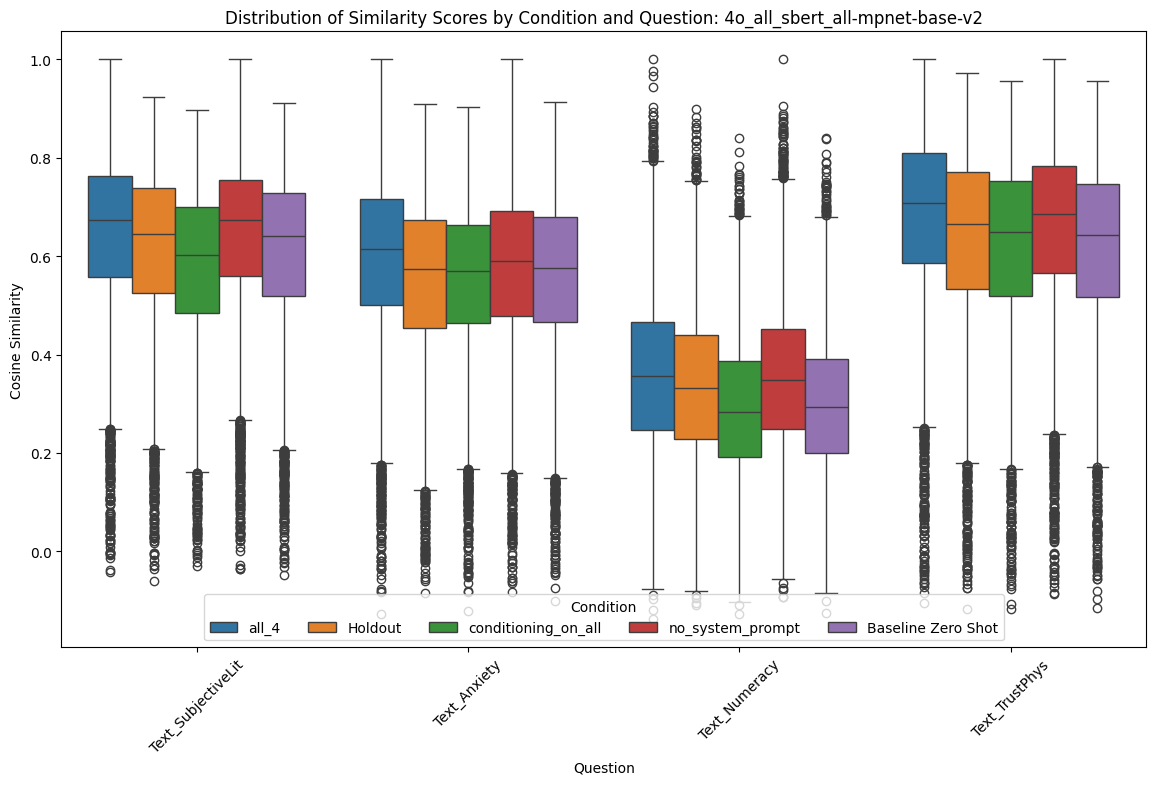 Distribution of Similarity Scores by Condition and Question: 4o_all_sbert_all-mpnet-base-v2
Cosine Similarity
1.0
0.8
0.6
0.4
0.2
0.0
Condition
all_4 Holdout conditioning_on_all no_system_prompt Baseline Zero Shot
Text_SubjectiveLit Text_Anxiety Text_Numeracy Text_TrustPhys
Question